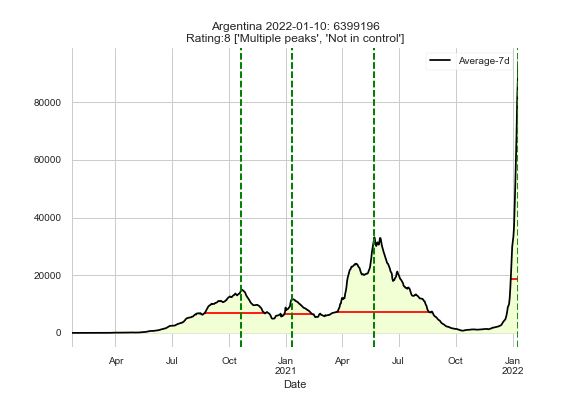 Argentina 2022-01-10: 6399196
Rating:8 ['Multiple peaks', 'Not in control']
Average-7d
80000
60000
40000
20000
0
Apr Jul Oct Jan Apr Jul Oct Jan
2021 2022
Date